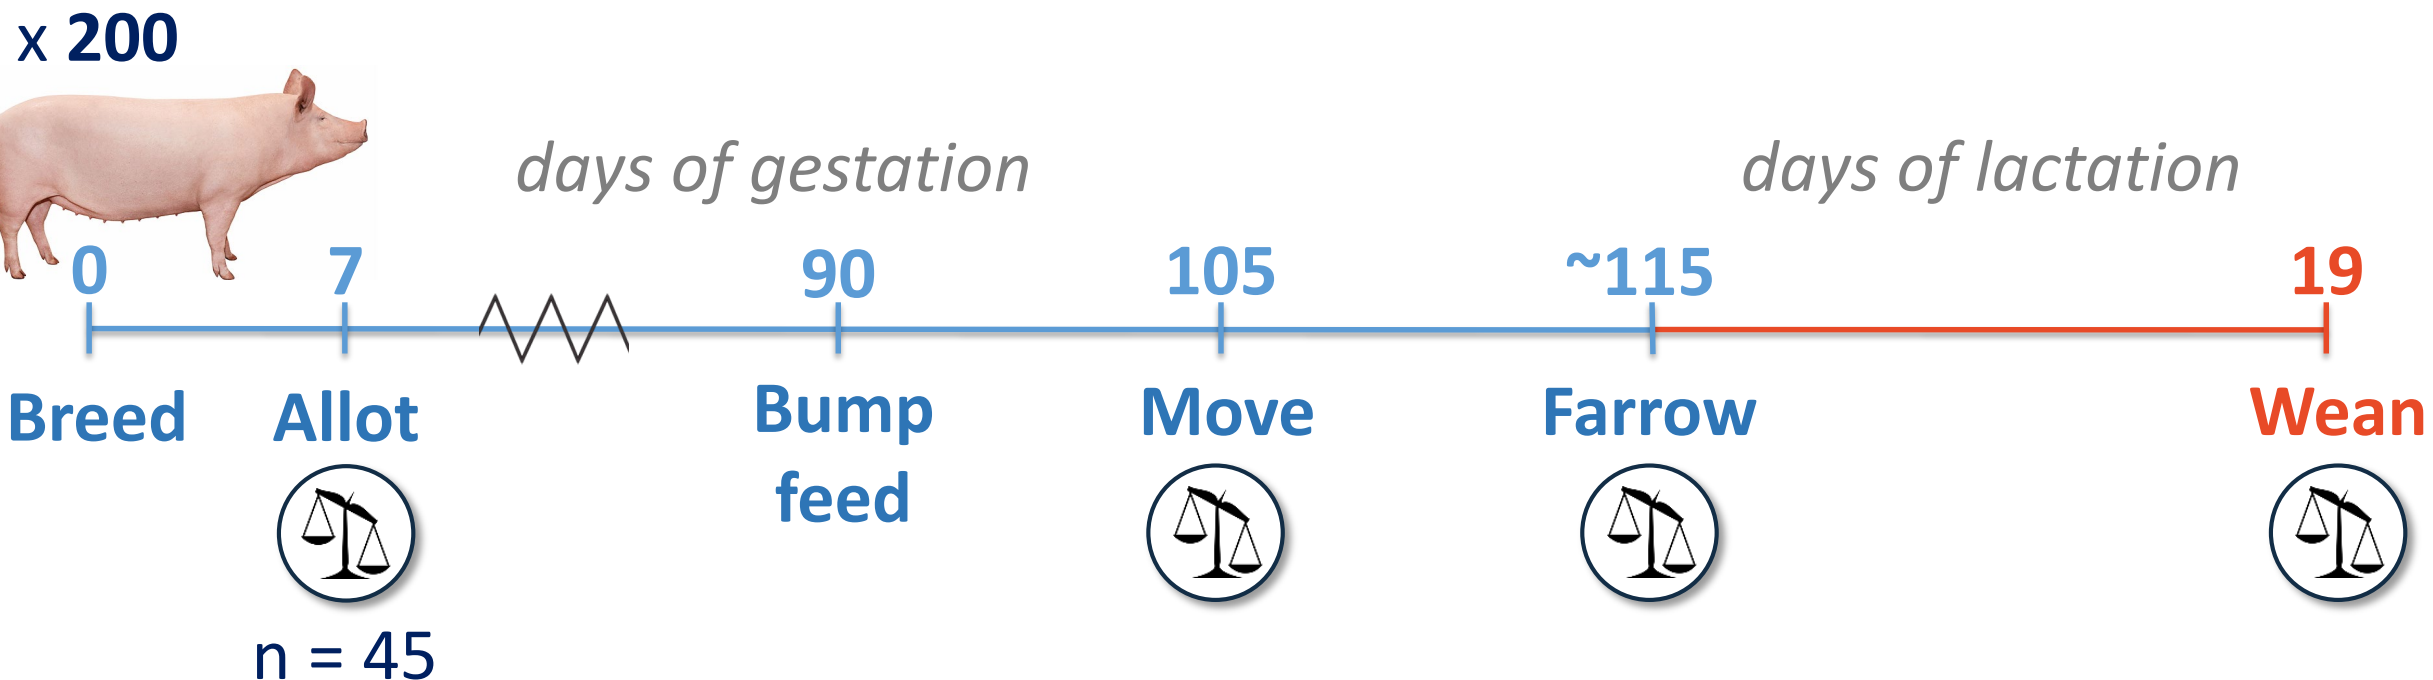 x 200
days of gestation
days of lactation
0
7
90
105
~115
19
Breed
Allot
Bump
feed
Move
Farrow
Wean
n = 45